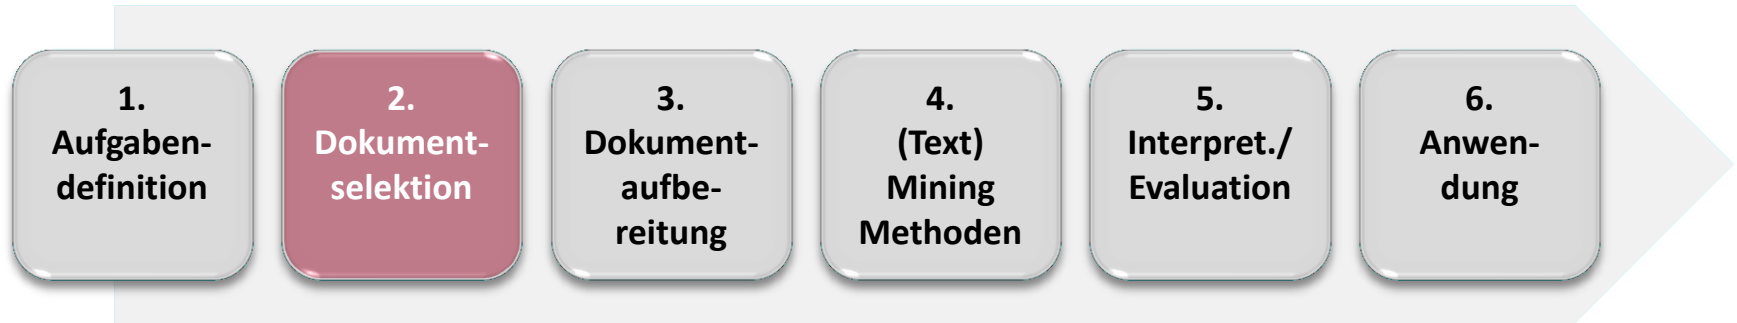 1.
Aufgaben-
definition
2.
Dokument-
selektion
3.
Dokument-
aufbe-
reitung
4.
(Text)
Mining
Methoden
5.
Interpret./
Evaluation
6.
Anwen-
dung